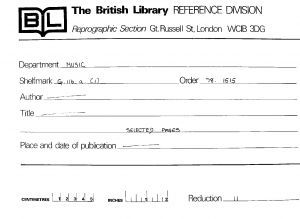 BL The British Library REFERENCE DIVISION
Reprographic Section Gt. Russell St, London WC1B 3DG
Department MUSIC
Shelfmark G.116.a (1) Order 79 1515
Author
Title
SELECTED PAGES
Place and date of publication
CENTIMETRES 1 2 3 4 5 INCHES 1 2 Reduction 11